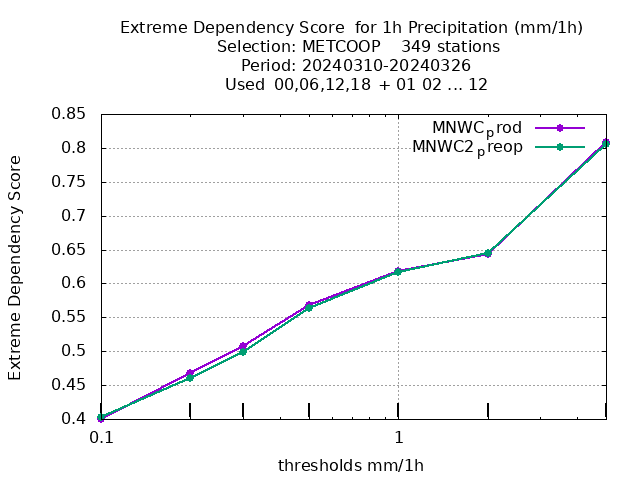 Extreme Dependency Score  for 1h Precipitation (mm/1h)
Selection: METCOOP    349 stations
Period: 20240310-20240326
Used  00,06,12,18  + 01 02 ... 12
MNWCprod
MNWC2preop
0.85
0.8
0.75
0.7
0.65
0.6
0.55
0.5
0.45
0.4
Extreme Dependency Score
0.1
1
thresholds mm/1h